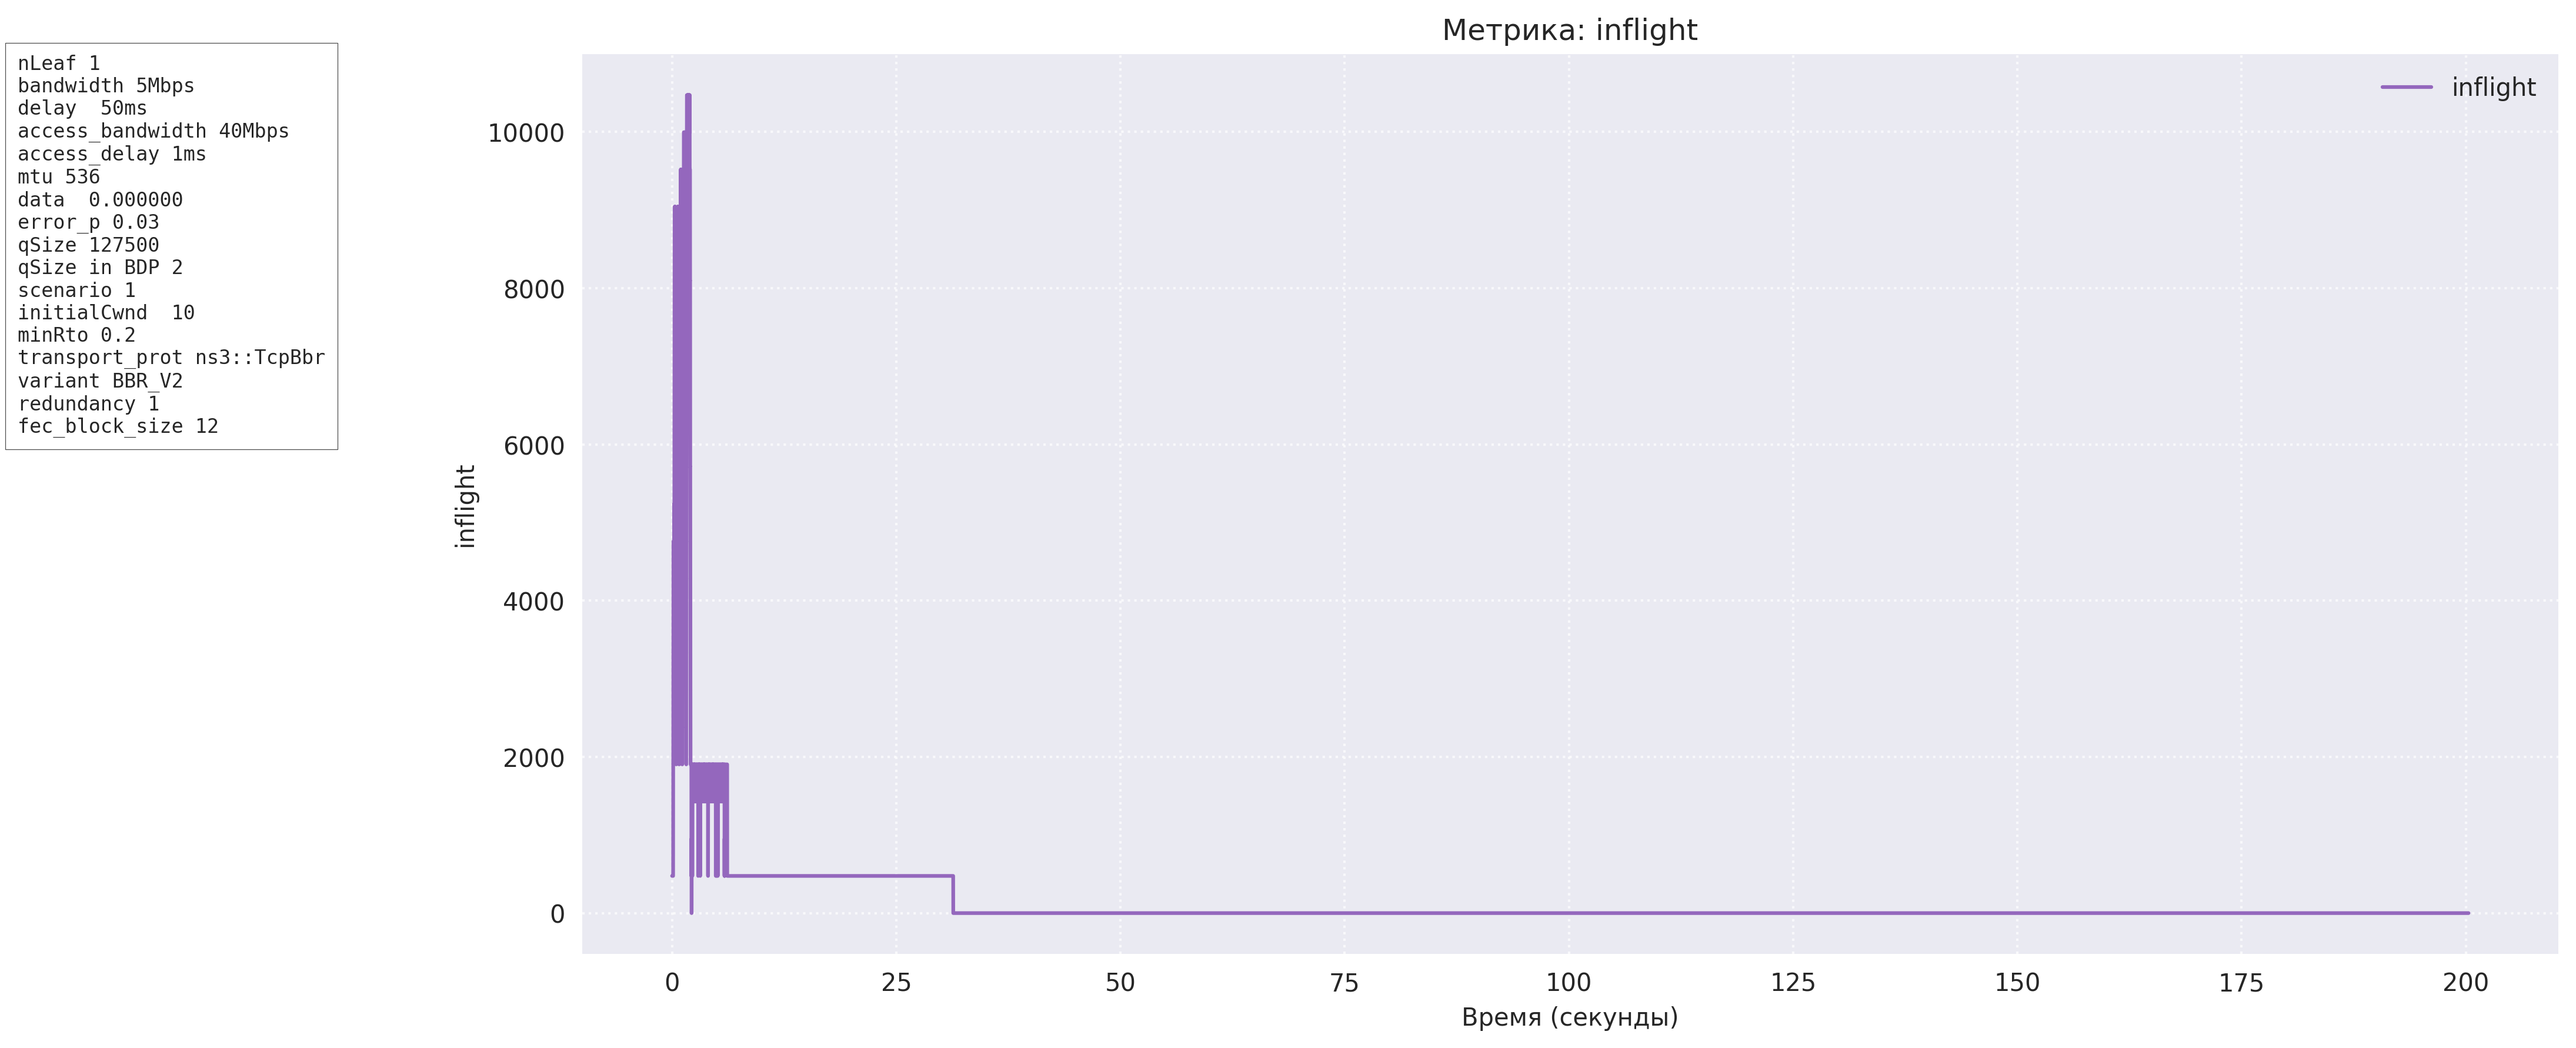 Метрика: inflight
nLeaf 1
bandwidth 5Mbps
delay  50ms
access_bandwidth 40Mbps
access_delay 1ms
mtu 536
data  0.000000
error_p 0.03
qSize 127500
qSize in BDP 2
scenario 1
initialCwnd  10
minRto 0.2
transport_prot ns3::TcpBbr
variant BBR_V2
redundancy 1
fec_block_size 12
inflight
10000
8000
6000
4000
2000
0
inflight
0 25 50 75 100 125 150 175 200
Время (секунды)